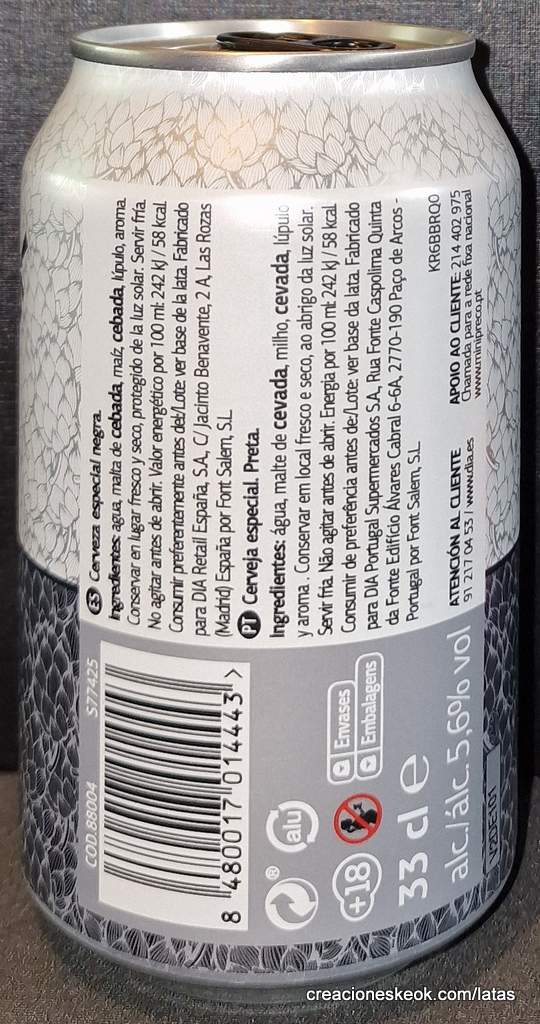 ES Cerveza especial negra.
Ingredientes: agua, malta de cebada, maíz, cebada, lúpulo, aroma.
Conservar en lugar fresco y seco, protegido de la luz solar. Servir fría.
No agitar antes de abrir. Valor energético por 100 ml: 242 kJ / 58 kcal.
Consumir preferentemente antes del:/Lote: ver base de la lata. Fabricado
para DIA Retail España, S.A., C/ Jacinto Benavente, 2 A, Las Rozas
(Madrid) España por Font Salem, S.L.
PT Cerveja especial. Preta.
Ingredientes: água, malte de cevada, milho, cevada, lúpulo
y aroma . Conservar em local fresco e seco, ao abrigo da luz solar.
Servir fria. Não agitar antes de abrir. Energia por 100 ml: 242 kJ / 58 kcal.
Consumir de preferência antes de:/Lote: ver base da lata. Fabricado
para DIA Portugal Supermercados S.A., Rua Fonte Caspolima Quinta
da Fonte Edifício Álvares Cabral 6-6A, 2770-190 Paço de Arcos -
Portugal por Font Salem, S.L.
KR6BBRQ0
ATENCIÓN AL CLIENTE
91 217 04 53 / www.dia.es
APOIO AO CLIENTE: 214 402 975
Chamada para a rede fixa nacional
www.minipreco.pt
COD.88004 S77425
8 480017 014443 >
® alu
Envases
Embalagens
+18
33 cl e
alc./álc. 5,6% vol
V20E101
creacioneskeok.com/latas